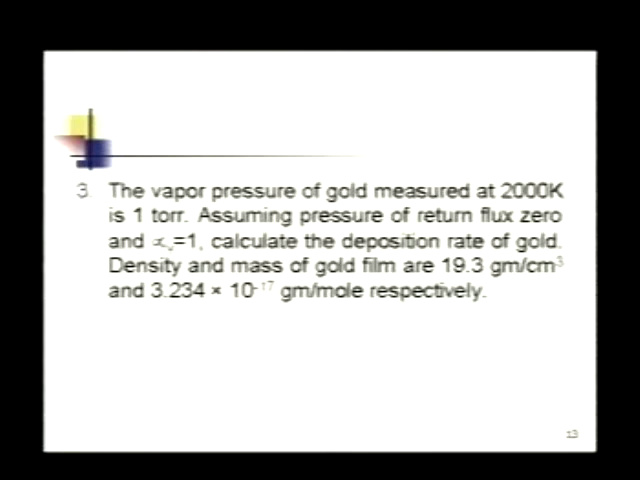 3. The vapor pressure of gold measured at 2000K
is 1 torr. Assuming pressure of return flux zero
and =1, calculate the deposition rate of gold.
Density and mass of gold film are 19.3 gm/cm³
and 3.234 × 10⁻¹⁷ gm/mole respectively.
13